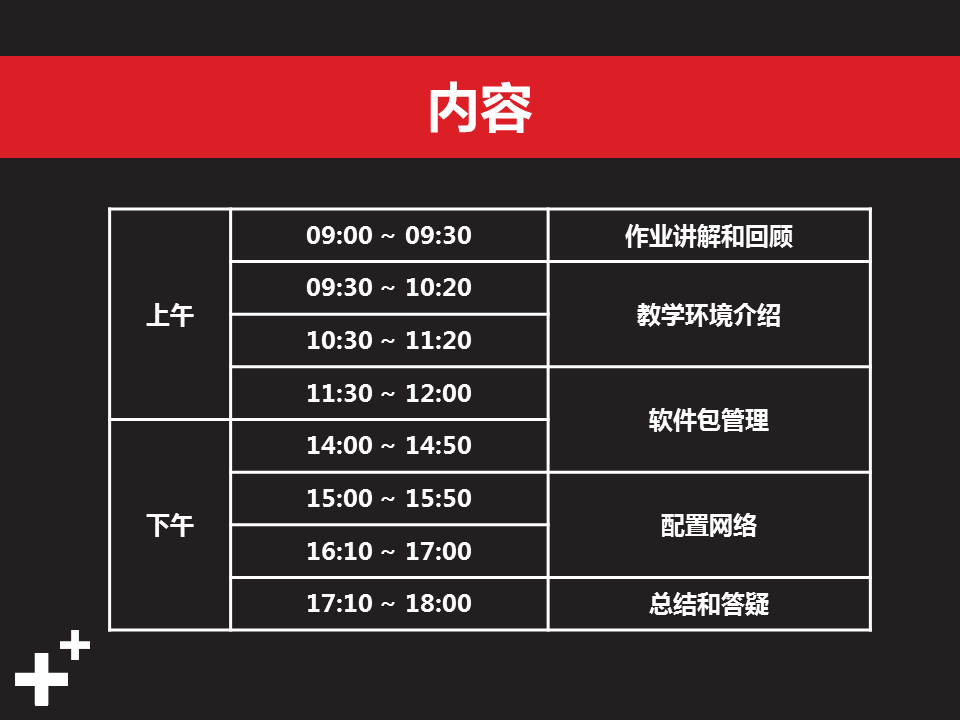 内容
上午
09:00 ~ 09:30
作业讲解和回顾
09:30 ~ 10:20
教学环境介绍
10:30 ~ 11:20
11:30 ~ 12:00
软件包管理
下午
14:00 ~ 14:50
15:00 ~ 15:50
配置网络
16:10 ~ 17:00
17:10 ~ 18:00
总结和答疑